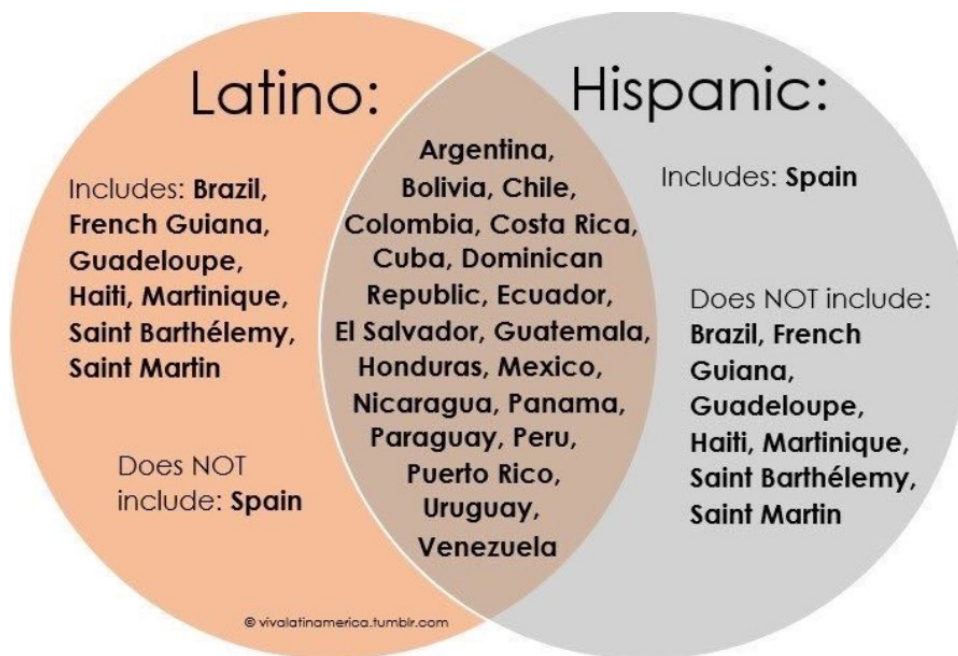 Latino:
Includes: Brazil,
French Guiana,
Guadeloupe,
Haiti, Martinique,
Saint Barthélemy,
Saint Martin
Does NOT
include: Spain
© vivalatinamerica.tumblr.com
Argentina,
Bolivia, Chile,
Colombia, Costa Rica,
Cuba, Dominican
Republic, Ecuador,
El Salvador, Guatemala,
Honduras, Mexico,
Nicaragua, Panama,
Paraguay, Peru,
Puerto Rico,
Uruguay,
Venezuela
Hispanic:
Includes: Spain
Does NOT include:
Brazil, French
Guiana,
Guadeloupe,
Haiti, Martinique,
Saint Barthélemy,
Saint Martin